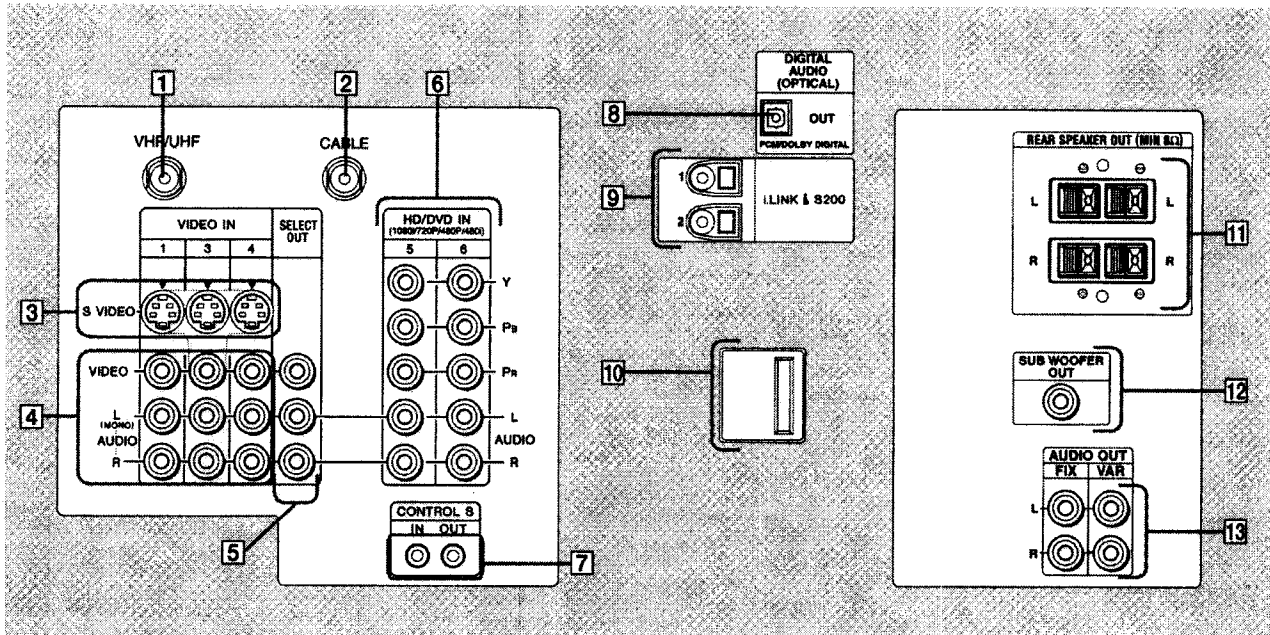 1
2
6
VHF/UHF
CABLE
VIDEO IN
SELECT
OUT
1
3
4
3
S VIDEO
4
VIDEO
L
(MONO)
AUDIO
R
5
HD/DVD IN
(1080i/720P/480P/480i)
5
6
Y
PB
PR
L
AUDIO
R
CONTROL S
IN
OUT
7
DIGITAL
AUDIO
(OPTICAL)
8
OUT
PCM/DOLBY DIGITAL
9
1
2
i.LINK S200
10
REAR SPEAKER OUT (MIN 8Ω)
L
L
R
R
11
SUB WOOFER
OUT
12
AUDIO OUT
FIX
VAR
L
R
13